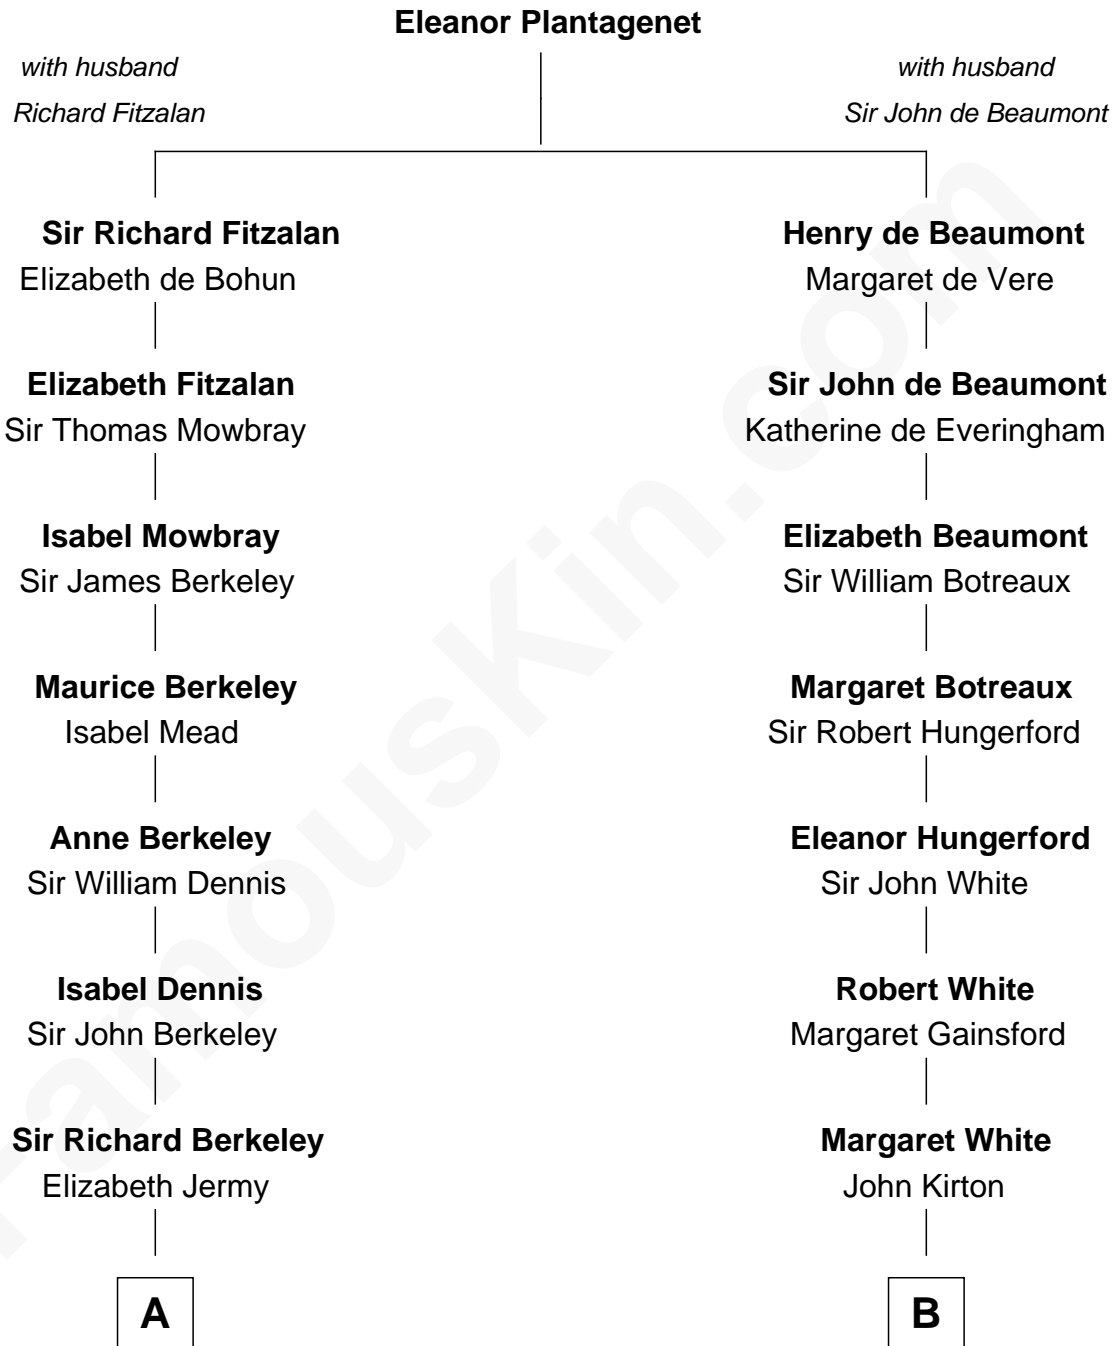 Eleanor Plantagenet
with husband
Richard Fitzalan
with husband
Sir John de Beaumont
Sir Richard Fitzalan
Elizabeth de Bohun
Elizabeth Fitzalan
Sir Thomas Mowbray
Isabel Mowbray
Sir James Berkeley
Maurice Berkeley
Isabel Mead
Anne Berkeley
Sir William Dennis
Isabel Dennis
Sir John Berkeley
Sir Richard Berkeley
Elizabeth Jermy
A
Henry de Beaumont
Margaret de Vere
Sir John de Beaumont
Katherine de Everingham
Elizabeth Beaumont
Sir William Botreaux
Margaret Botreaux
Sir Robert Hungerford
Eleanor Hungerford
Sir John White
Robert White
Margaret Gainsford
Margaret White
John Kirton
B
FamousKin.com